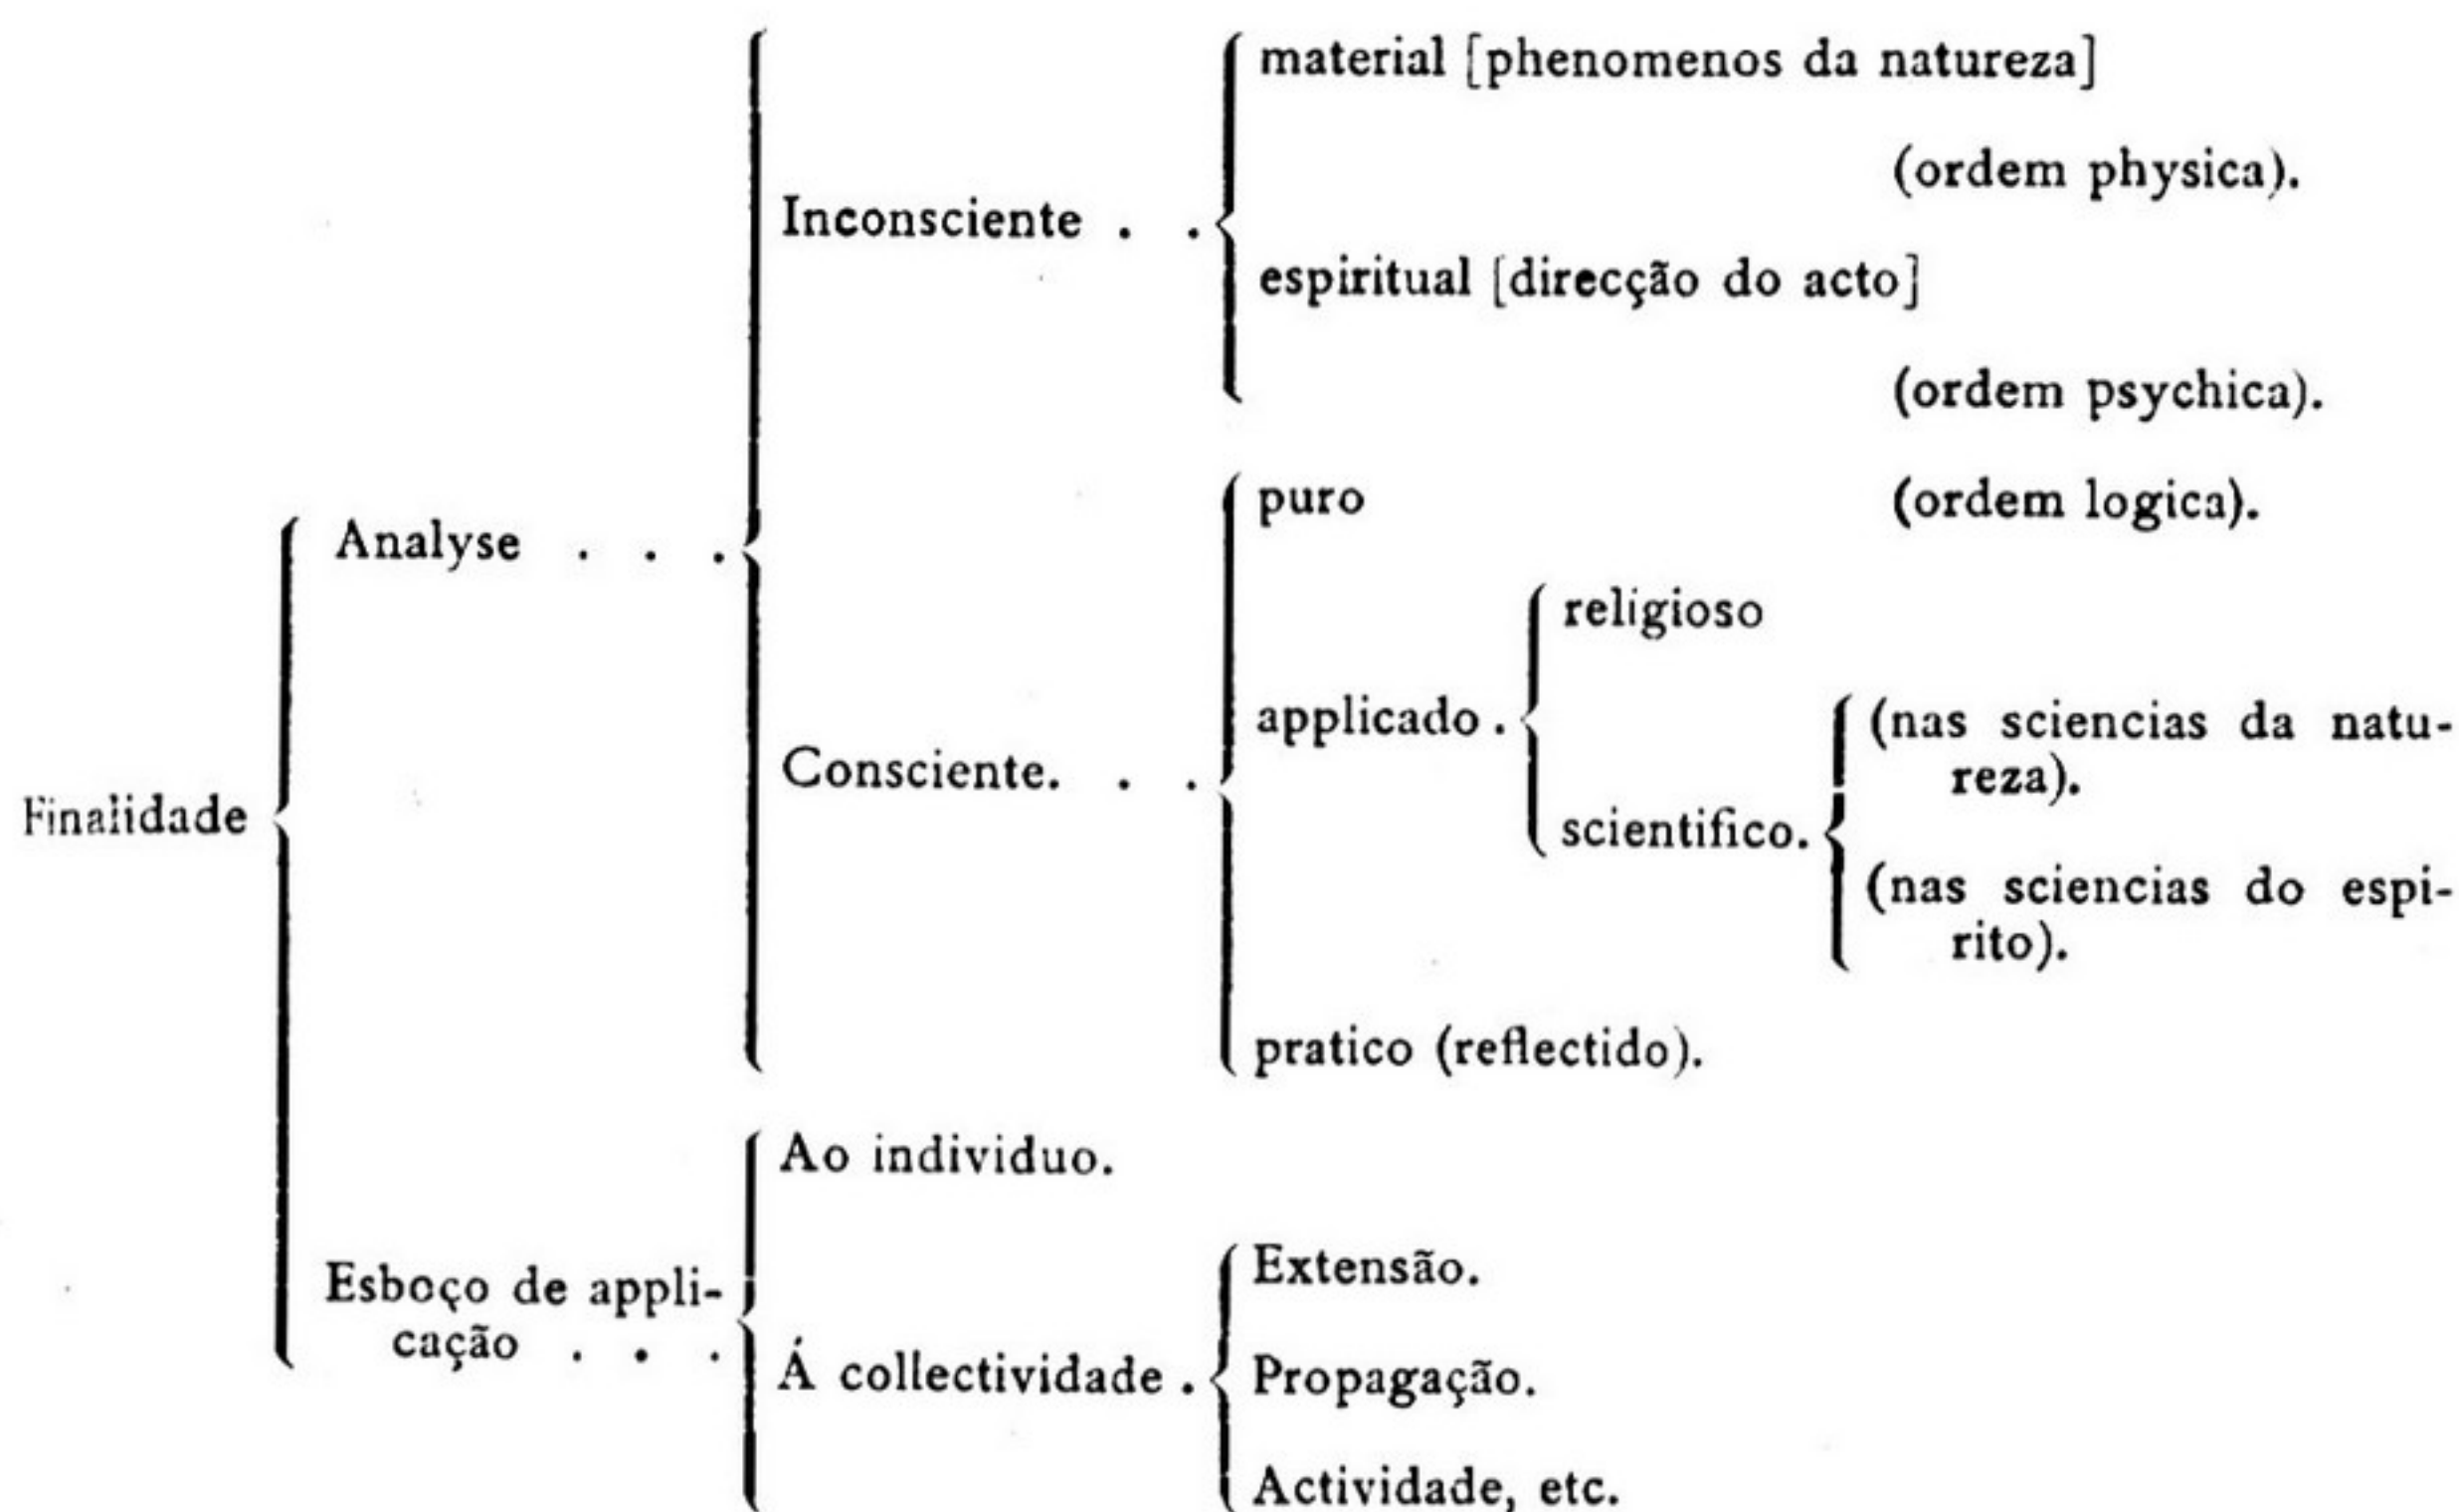 material [phenomenos da natureza]
(ordem physica).
Inconsciente . .
espiritual [direcção do acto]
(ordem psychica).
puro (ordem logica).
Analyse . . .
religioso
applicado .
(nas sciencias da natu-
reza).
Consciente. . .
Finalidade
scientifico.
(nas sciencias do espi-
rito).
pratico (reflectido).
Ao individuo.
Extensão.
Esboço de appli-
cação . . .
Á collectividade .
Propagação.
Actividade, etc.